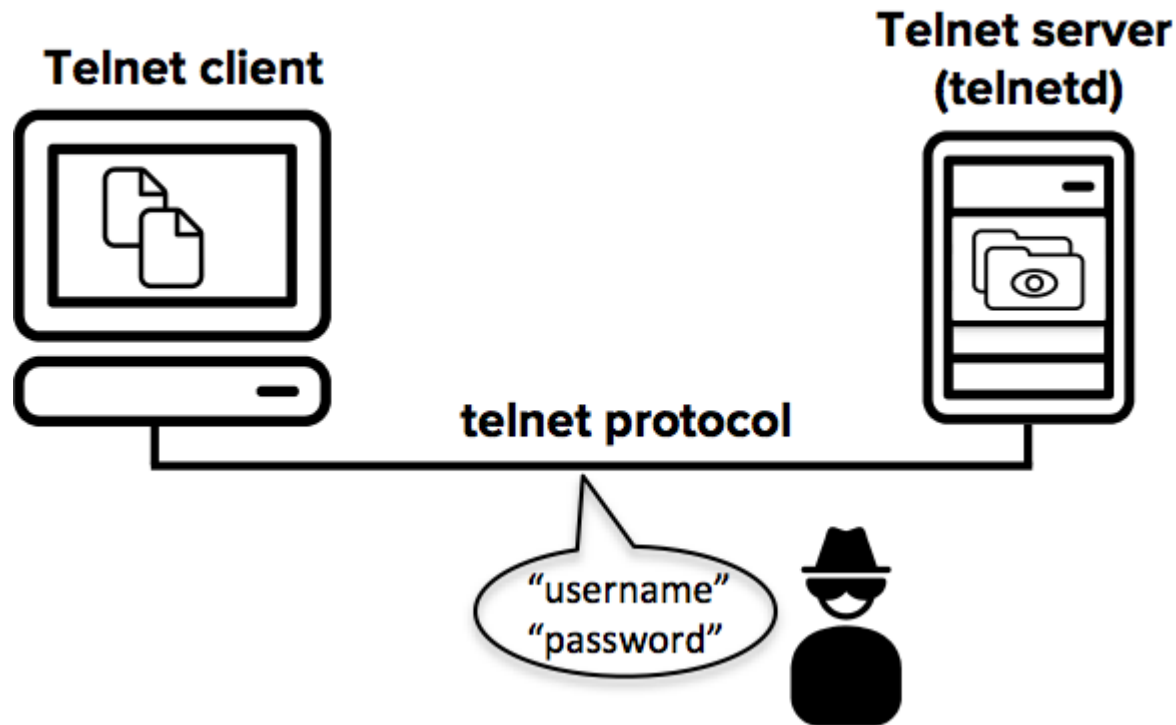 Telnet client
Telnet server
(telnetd)
telnet protocol
“username”
“password”